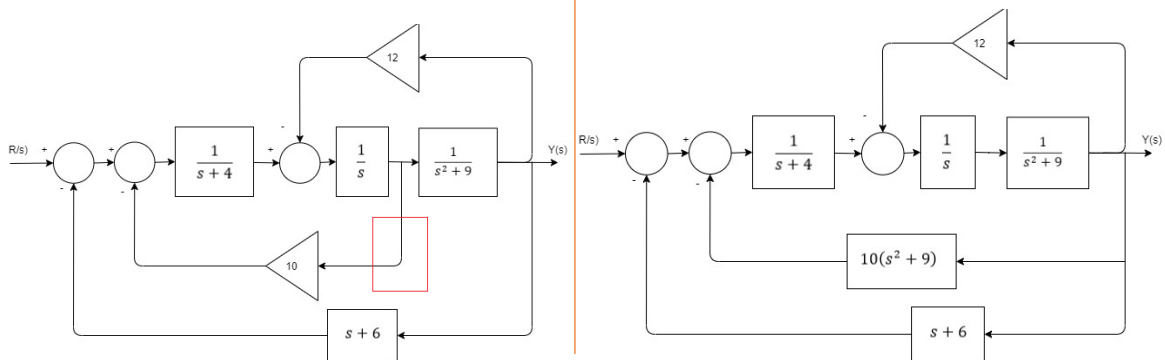 12
R/s)
+
-
+
-
1
s + 4
+
-
1
s
1
s² + 9
Y(s)
10
s + 6
12
R/s)
+
-
+
-
1
s + 4
+
-
1
s
1
s² + 9
Y(s)
10(s² + 9)
s + 6